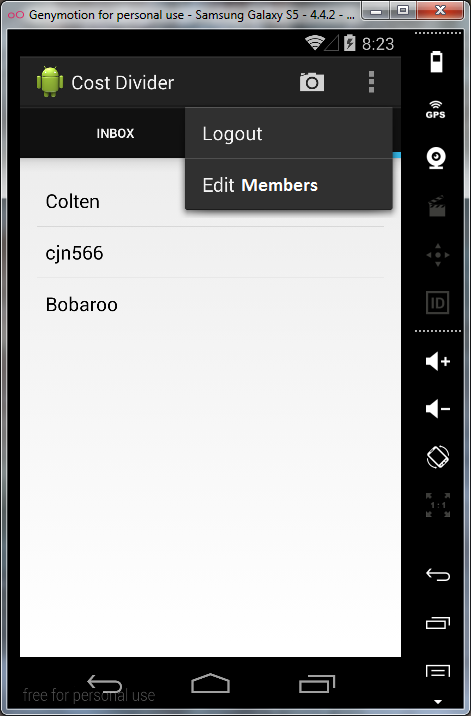 Genymotion for personal use - Samsung Galaxy S5 - 4.4.2 - ...
8:23
Cost Divider
INBOX
Logout
Edit Members
Colten
cjn566
Bobaroo
free for personal use
GPS
ID
1:1